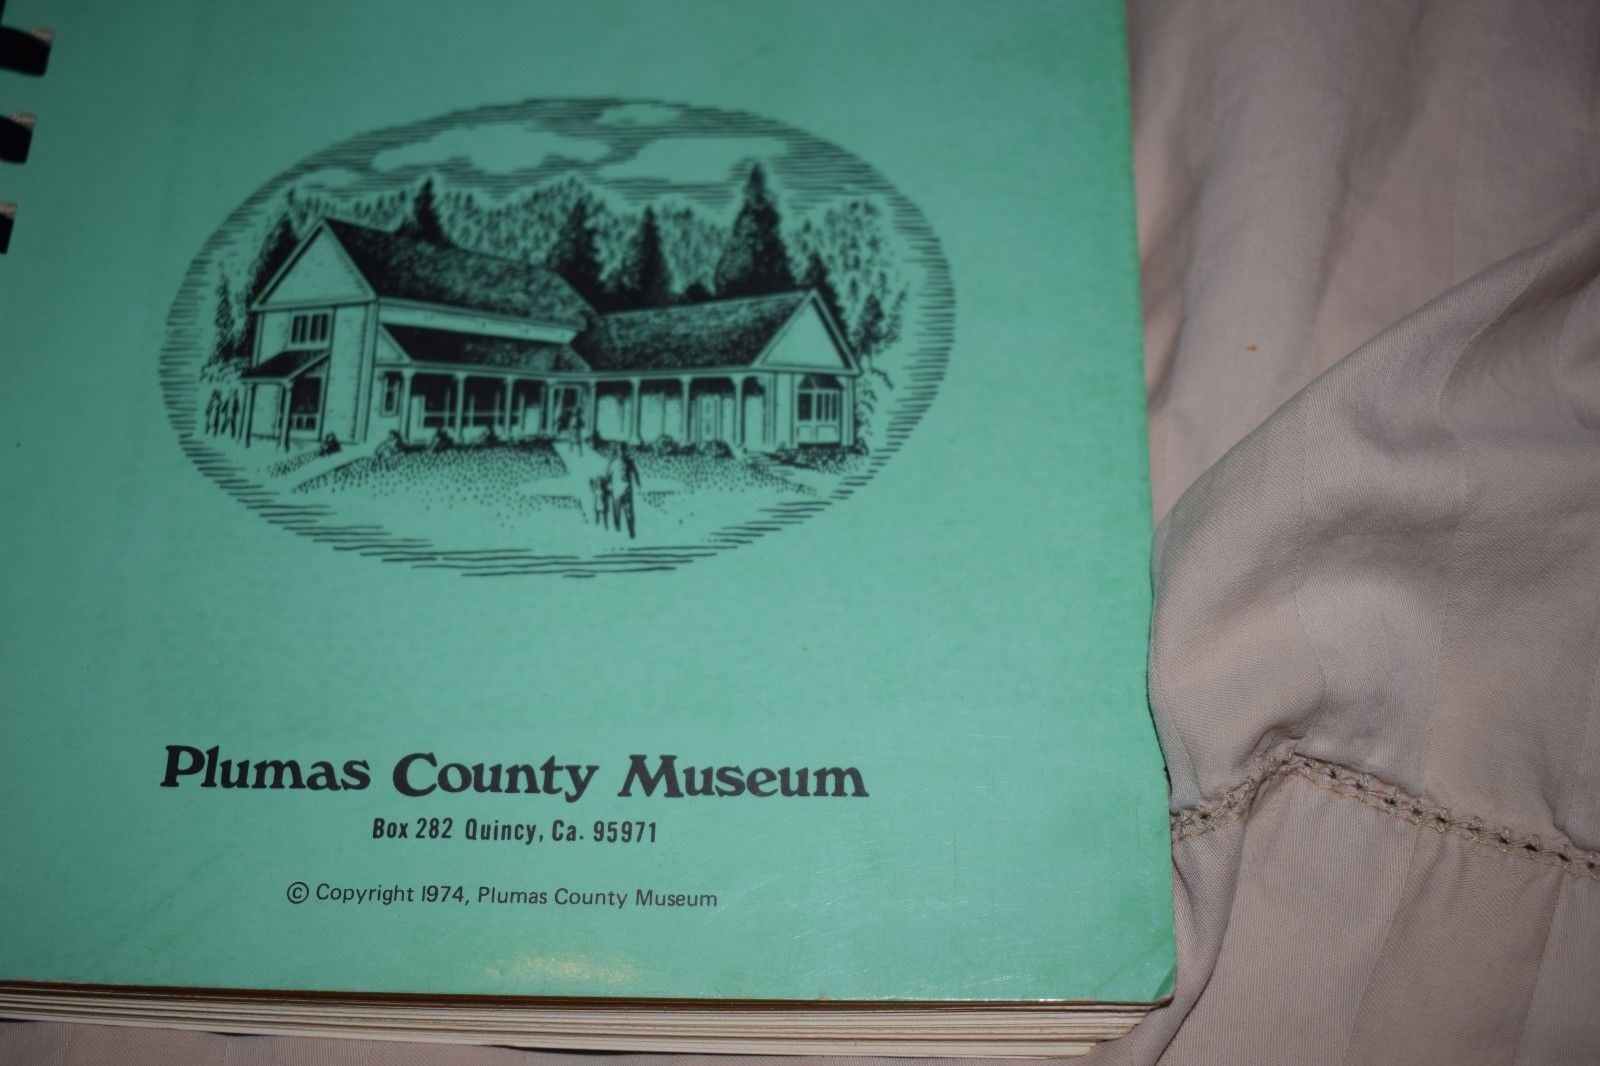 Plumas County Museum
Box 282 Quincy, Ca. 95971
© Copyright 1974, Plumas County Museum